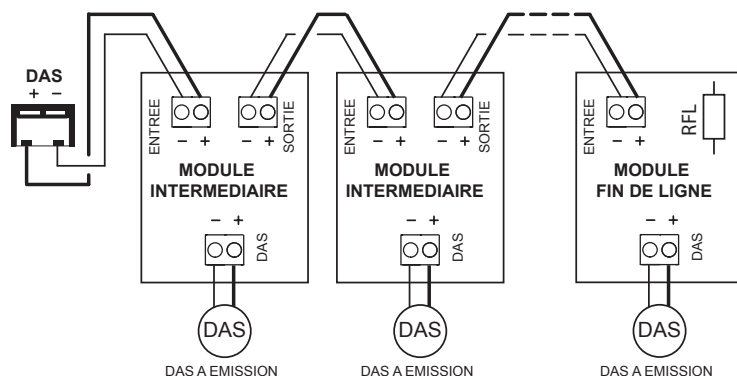 DAS
+ −
ENTREE
− +
− +
SORTIE
MODULE
INTERMEDIAIRE
− +
DAS
DAS
DAS A EMISSION
ENTREE
− +
− +
SORTIE
MODULE
INTERMEDIAIRE
− +
DAS
DAS
DAS A EMISSION
ENTREE
− +
RFL
MODULE
FIN DE LIGNE
− +
DAS
DAS
DAS A EMISSION